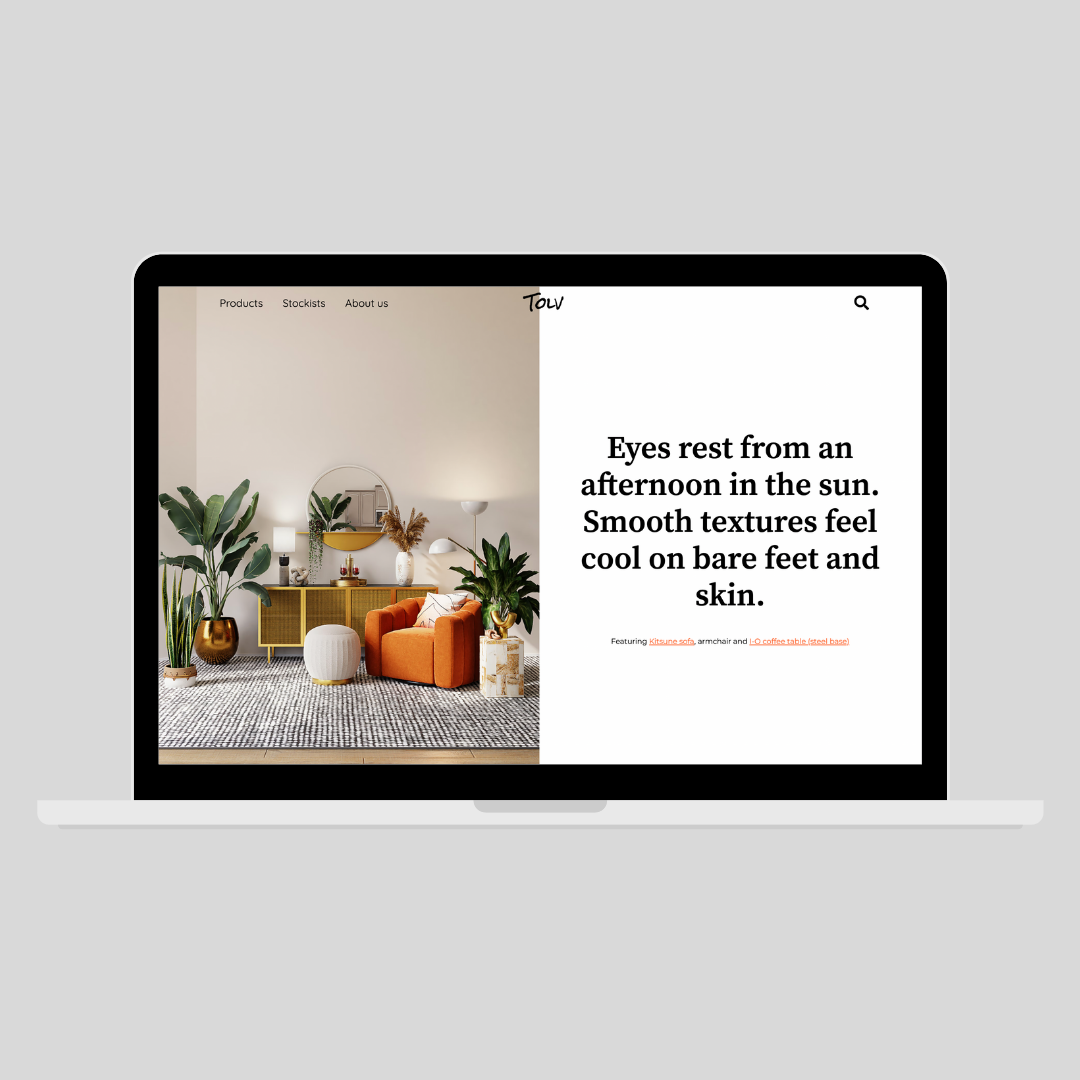 Products Stockists About us
Tolv
Eyes rest from an
afternoon in the sun.
Smooth textures feel
cool on bare feet and
skin.
Featuring Kitsune sofa, armchair and I-O coffee table (steel base)